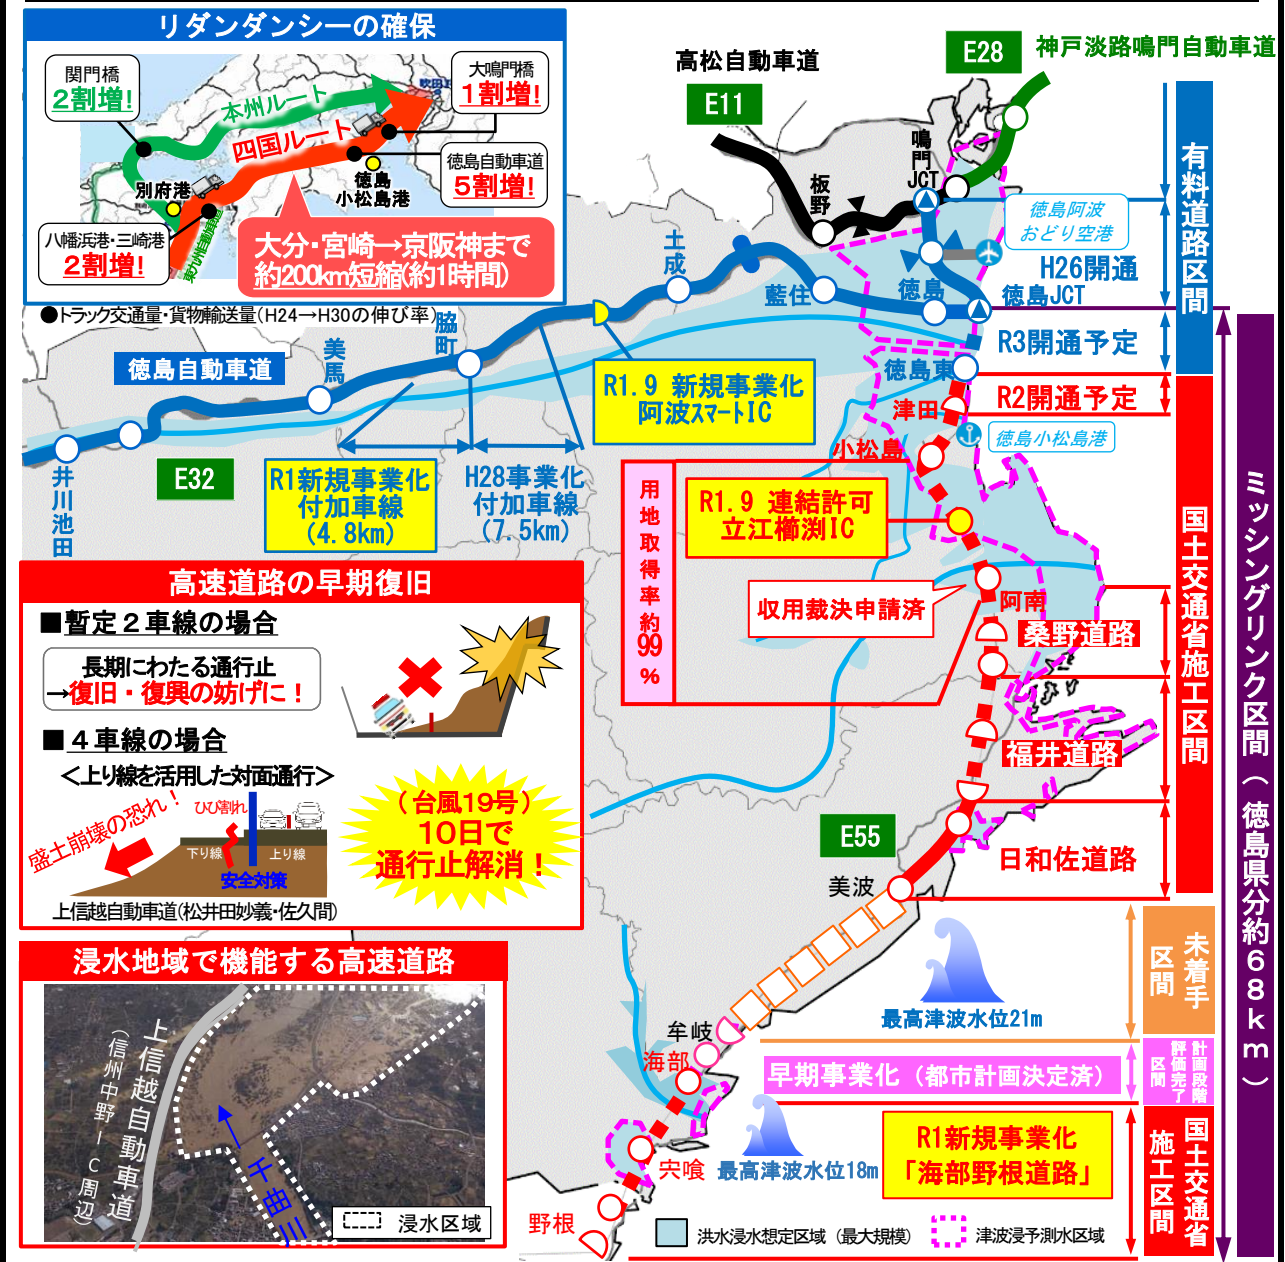 リダンダンシーの確保
関門橋
2割増!
大鳴門橋
1割増!
本州ルート
四国ルート
徳島自動車道
5割増!
別府港
徳島
小松島港
八幡浜港・三崎港
2割増!
東九州自動車道
大分・宮崎→京阪神まで
約200km短縮(約1時間)
●トラック交通量・貨物輸送量(H24→H30の伸び率)
高松自動車道
E11
E28
神戸淡路鳴門自動車道
鳴門JCT
板野
徳島阿波
おどり空港
H26開通
土成
藍住
徳島
徳島JCT
脇町
美馬
徳島自動車道
R3開通予定
徳島東
R1.9 新規事業化
阿波スマートIC
R2開通予定
津田
徳島小松島港
小松島
井川池田
E32
R1新規事業化
付加車線
(4.8km)
H28事業化
付加車線
(7.5km)
用地取得率約99%
R1.9 連結許可
立江櫛渕IC
収用裁決申請済
阿南
桑野道路
福井道路
E55
日和佐道路
美波
有料道路区間
国土交通省施工区間
ミッシングリンク区間(徳島県分約68km)
高速道路の早期復旧
■暫定2車線の場合
長期にわたる通行止
→復旧・復興の妨げに!
■4車線の場合
<上り線を活用した対面通行>
盛土崩壊の恐れ!
ひび割れ
下り線
上り線
安全対策
(台風19号)
10日で
通行止解消!
上信越自動車道(松井田妙義・佐久間)
浸水地域で機能する高速道路
上信越自動車道
(信州中野IC周辺)
千曲川
浸水区域
最高津波水位21m
未着手
区間
牟岐
海部
早期事業化(都市計画決定済)
計画段階
評価完了
区間
最高津波水位18m
R1新規事業化
「海部野根道路」
宍喰
野根
国土交通省
施工区間
洪水浸水想定区域(最大規模)
津波浸予測水区域